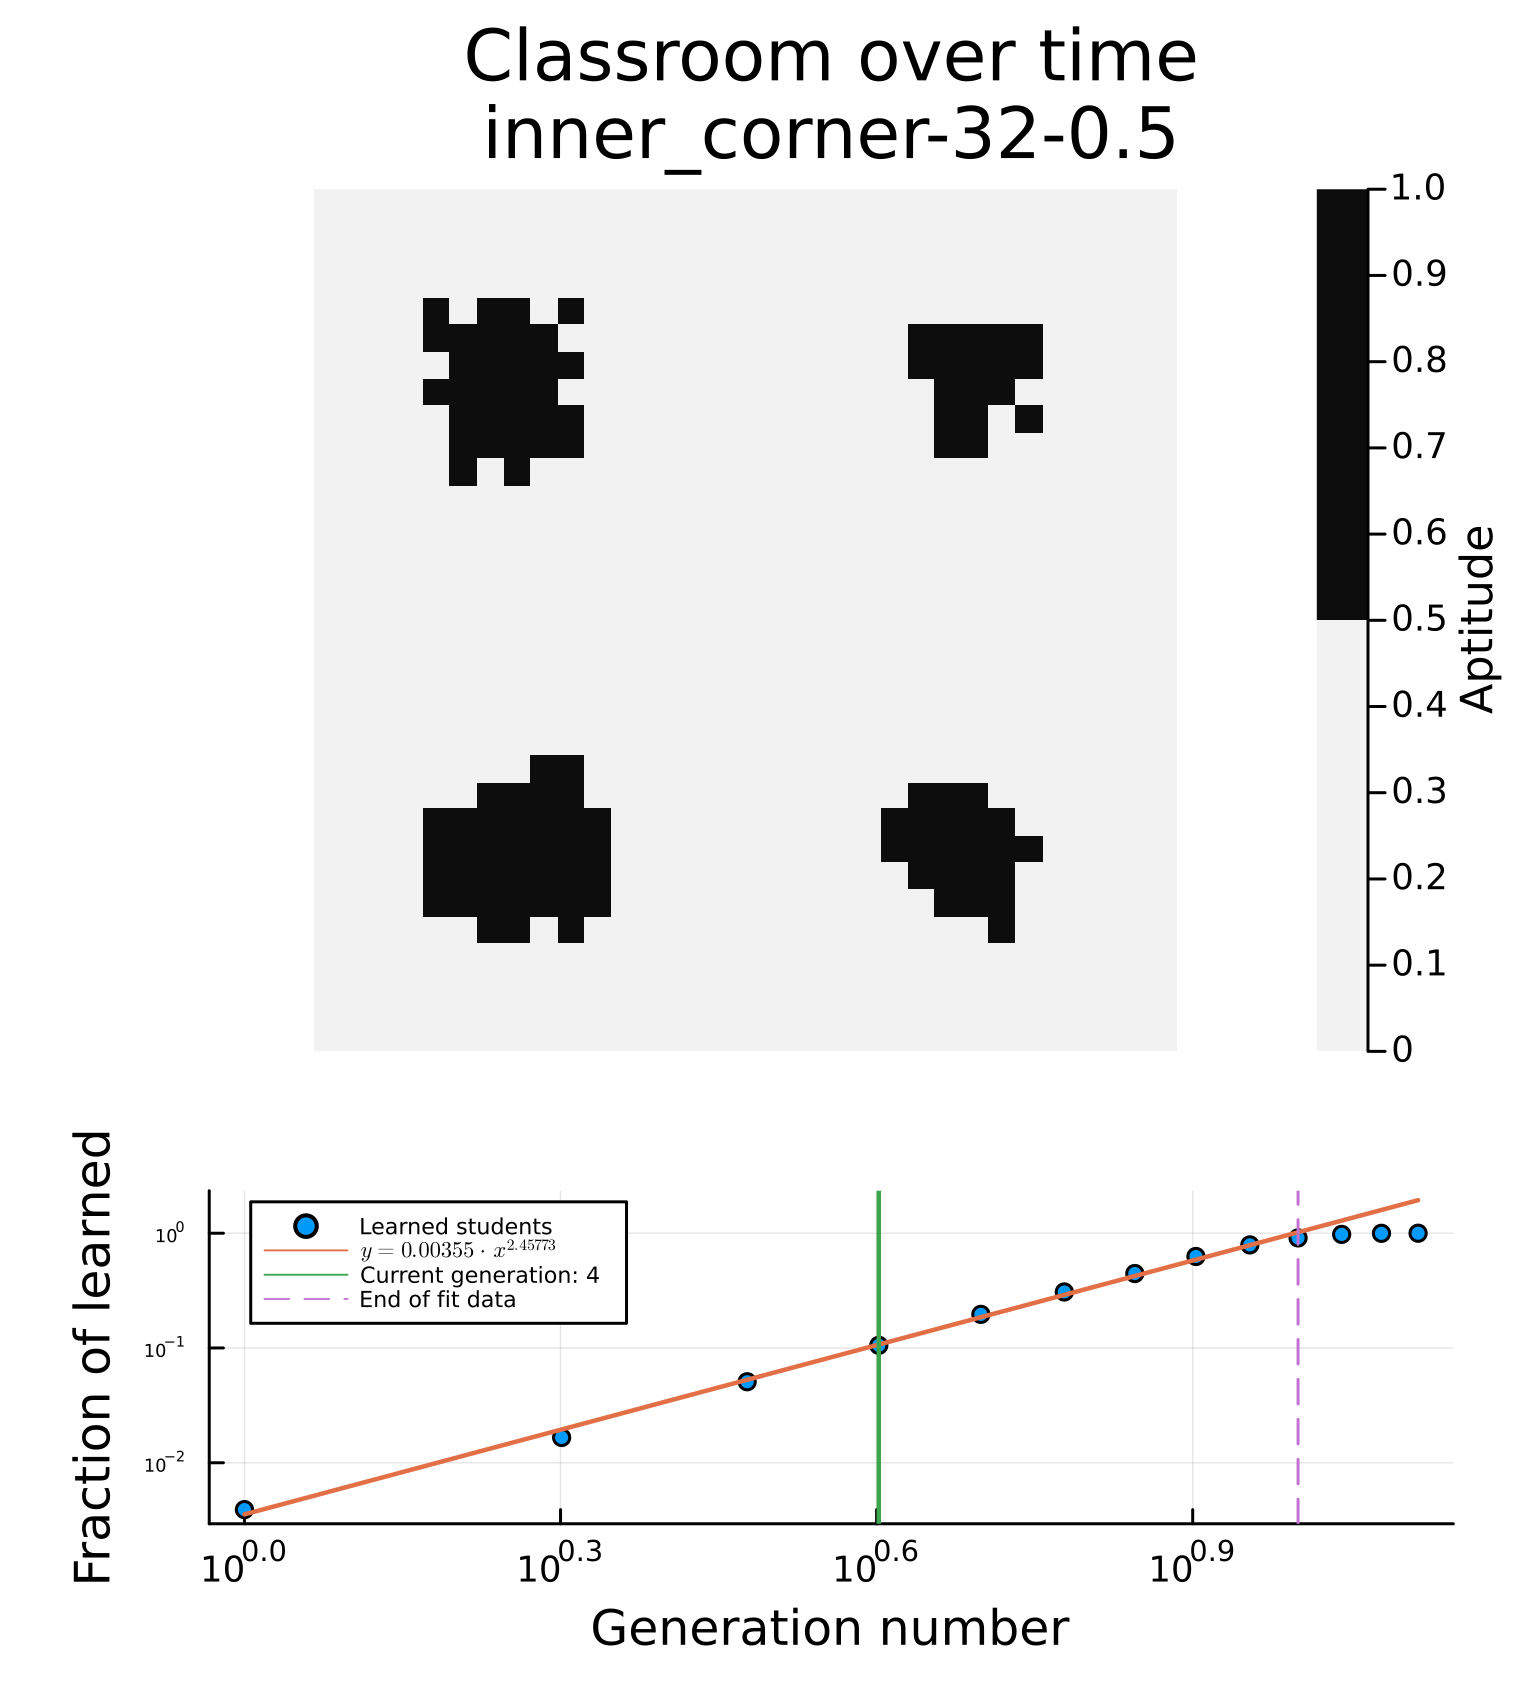 Classroom over time
inner_corner-32-0.5
1.0
0.9
0.8
0.7
0.6
0.5
0.4
0.3
0.2
0.1
0
Aptitude
Fraction of learned
10^0
10^-1
10^-2
Learned students
y = 0.00355 · x^2.45773
Current generation: 4
End of fit data
10^0.0 10^0.3 10^0.6 10^0.9
Generation number